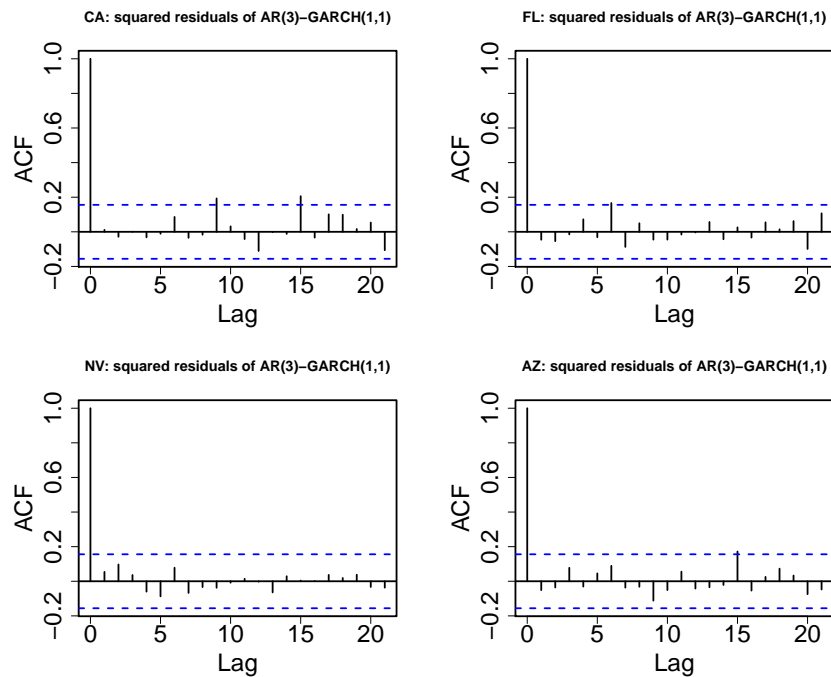 CA: squared residuals of AR(3)−GARCH(1,1)
ACF
−0.2 0.2 0.6 1.0
0 5 10 15 20
Lag
FL: squared residuals of AR(3)−GARCH(1,1)
ACF
−0.2 0.2 0.6 1.0
0 5 10 15 20
Lag
NV: squared residuals of AR(3)−GARCH(1,1)
ACF
−0.2 0.2 0.6 1.0
0 5 10 15 20
Lag
AZ: squared residuals of AR(3)−GARCH(1,1)
ACF
−0.2 0.2 0.6 1.0
0 5 10 15 20
Lag